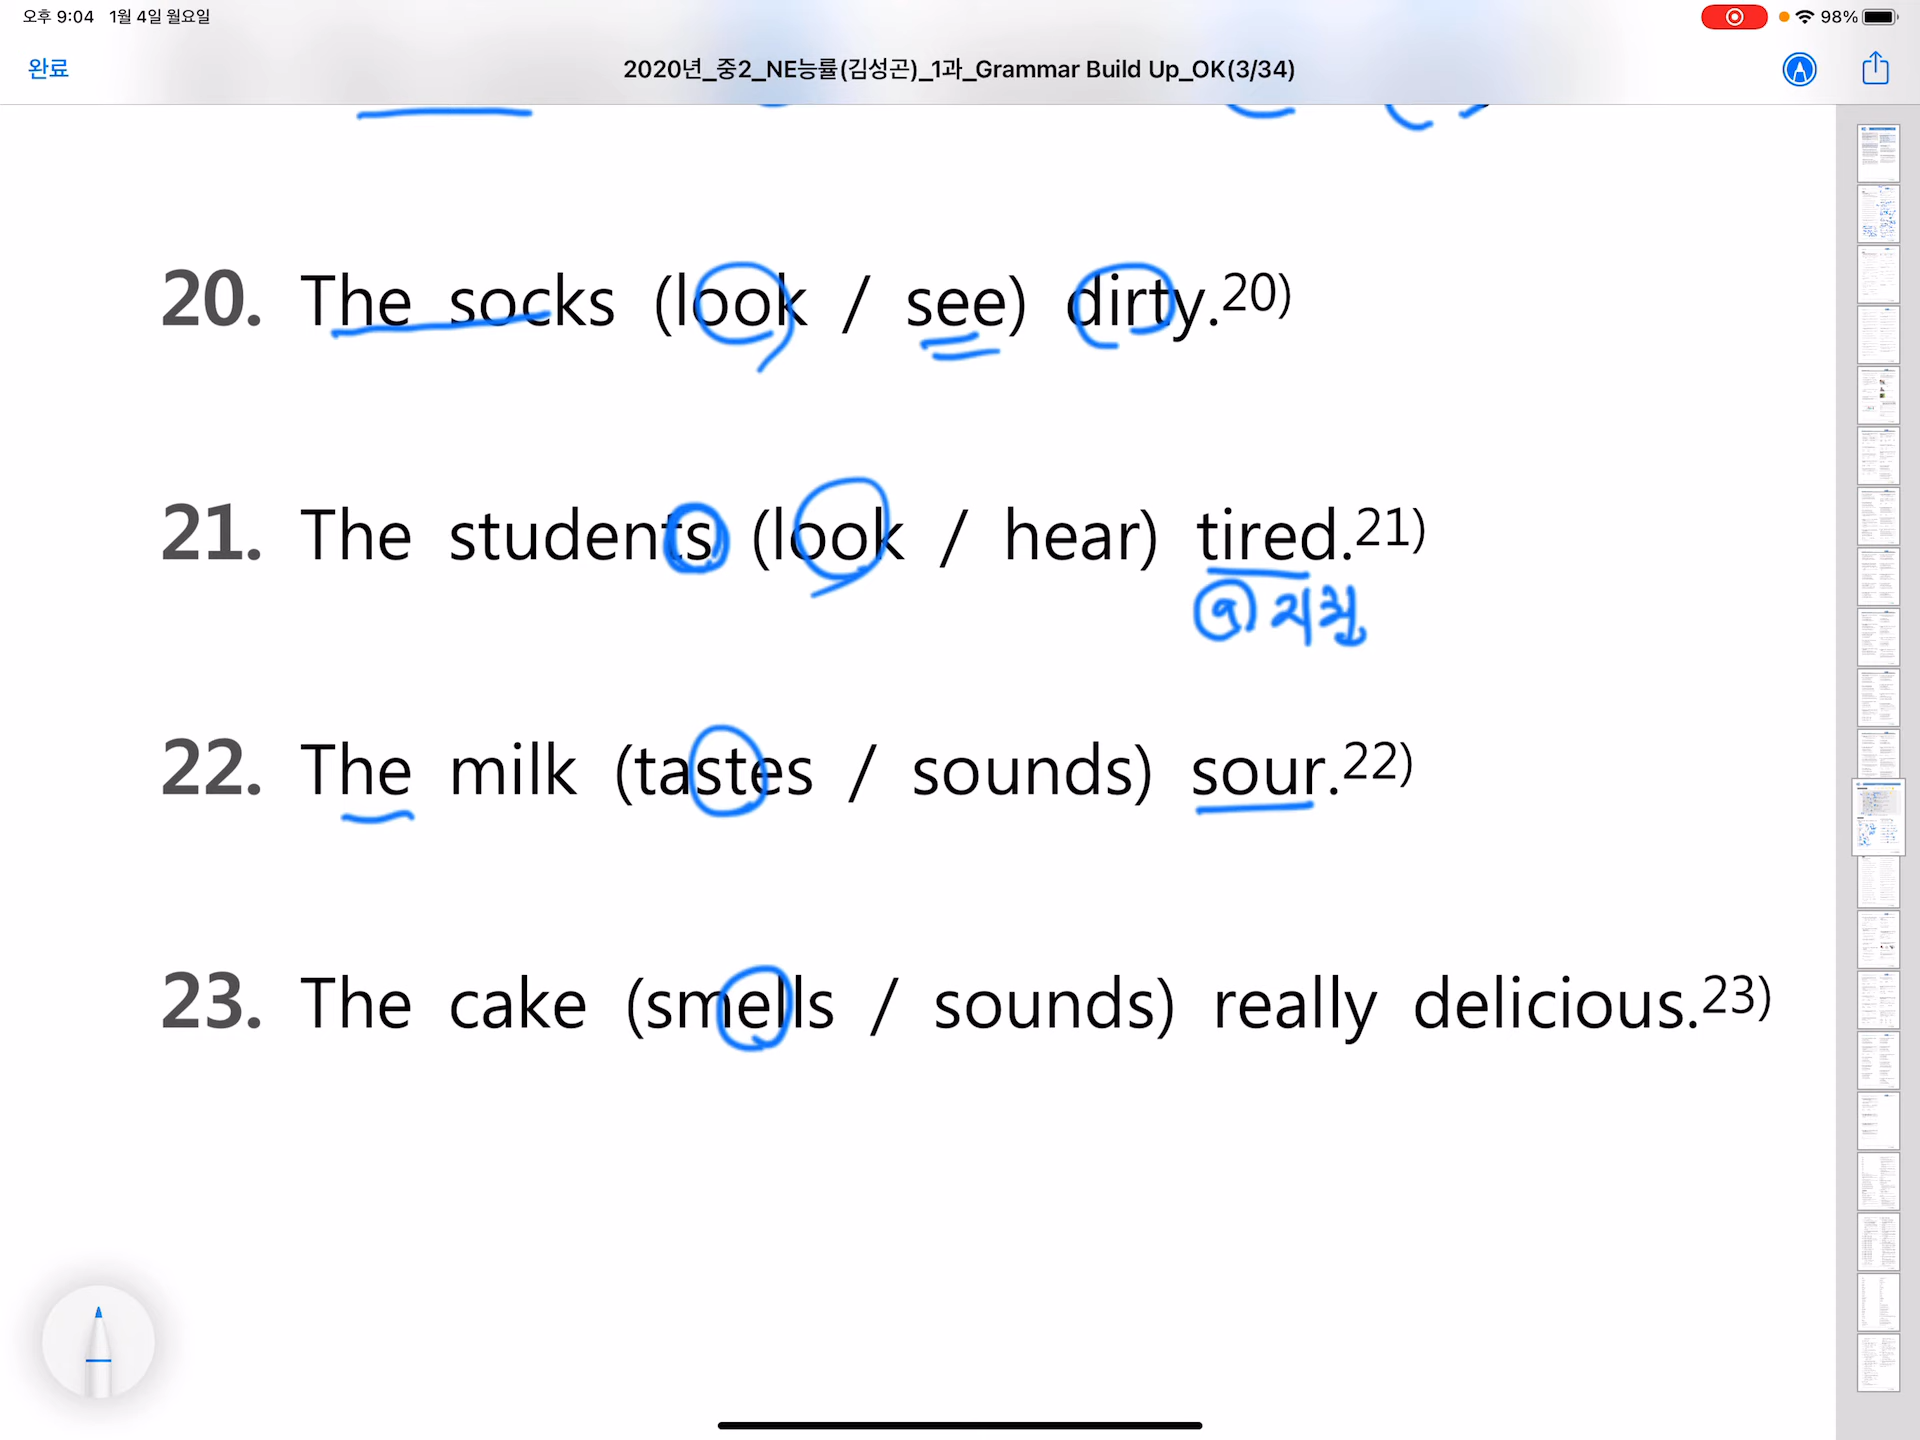 오후 9:04 1월 4일 월요일 98%
완료 2020년_중2_NE능률(김성곤)_1과_Grammar Build Up_OK(3/34)
20. The socks (look / see) dirty.20)
21. The students (look / hear) tired.21)
22. The milk (tastes / sounds) sour.22)
23. The cake (smells / sounds) really delicious.23)